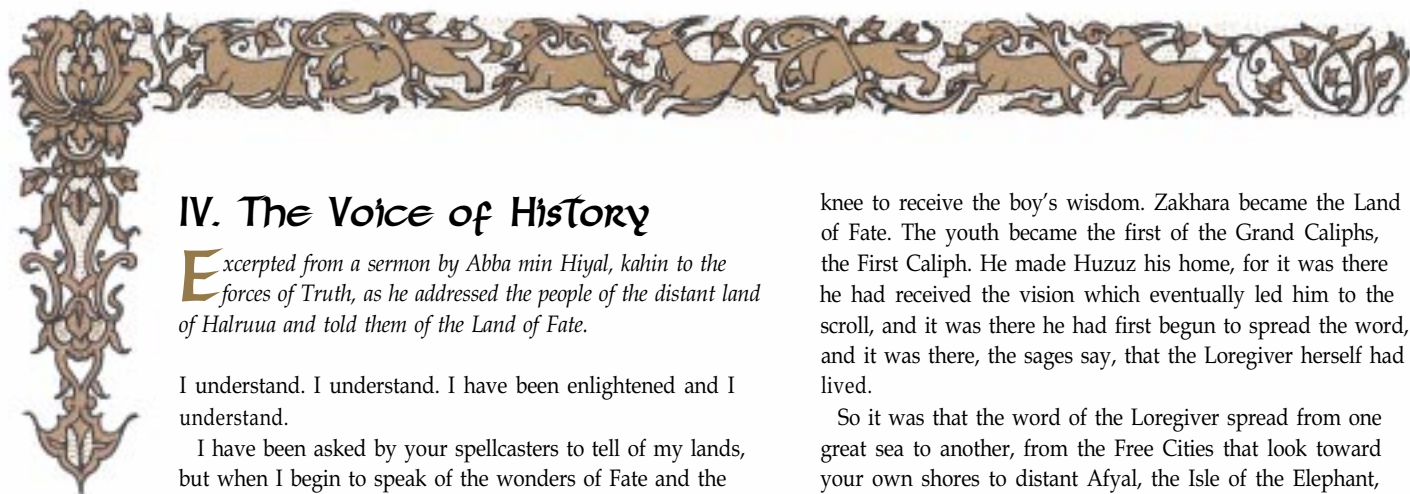 IV. The Voice of History
Excerpted from a sermon by Abba min Hiyal, kahin to the
forces of Truth, as he addressed the people of the distant land
of Halruua and told them of the Land of Fate.
I understand. I understand. I have been enlightened and I
understand.
I have been asked by your spellcasters to tell of my lands,
but when I begin to speak of the wonders of Fate and the
knee to receive the boy’s wisdom. Zakhara became the Land
of Fate. The youth became the first of the Grand Caliphs,
the First Caliph. He made Huzuz his home, for it was there
he had received the vision which eventually led him to the
scroll, and it was there he had first begun to spread the word,
and it was there, the sages say, that the Loregiver herself had
lived.
So it was that the word of the Loregiver spread from one
great sea to another, from the Free Cities that look toward
your own shores to distant Afyal, the Isle of the Elephant,